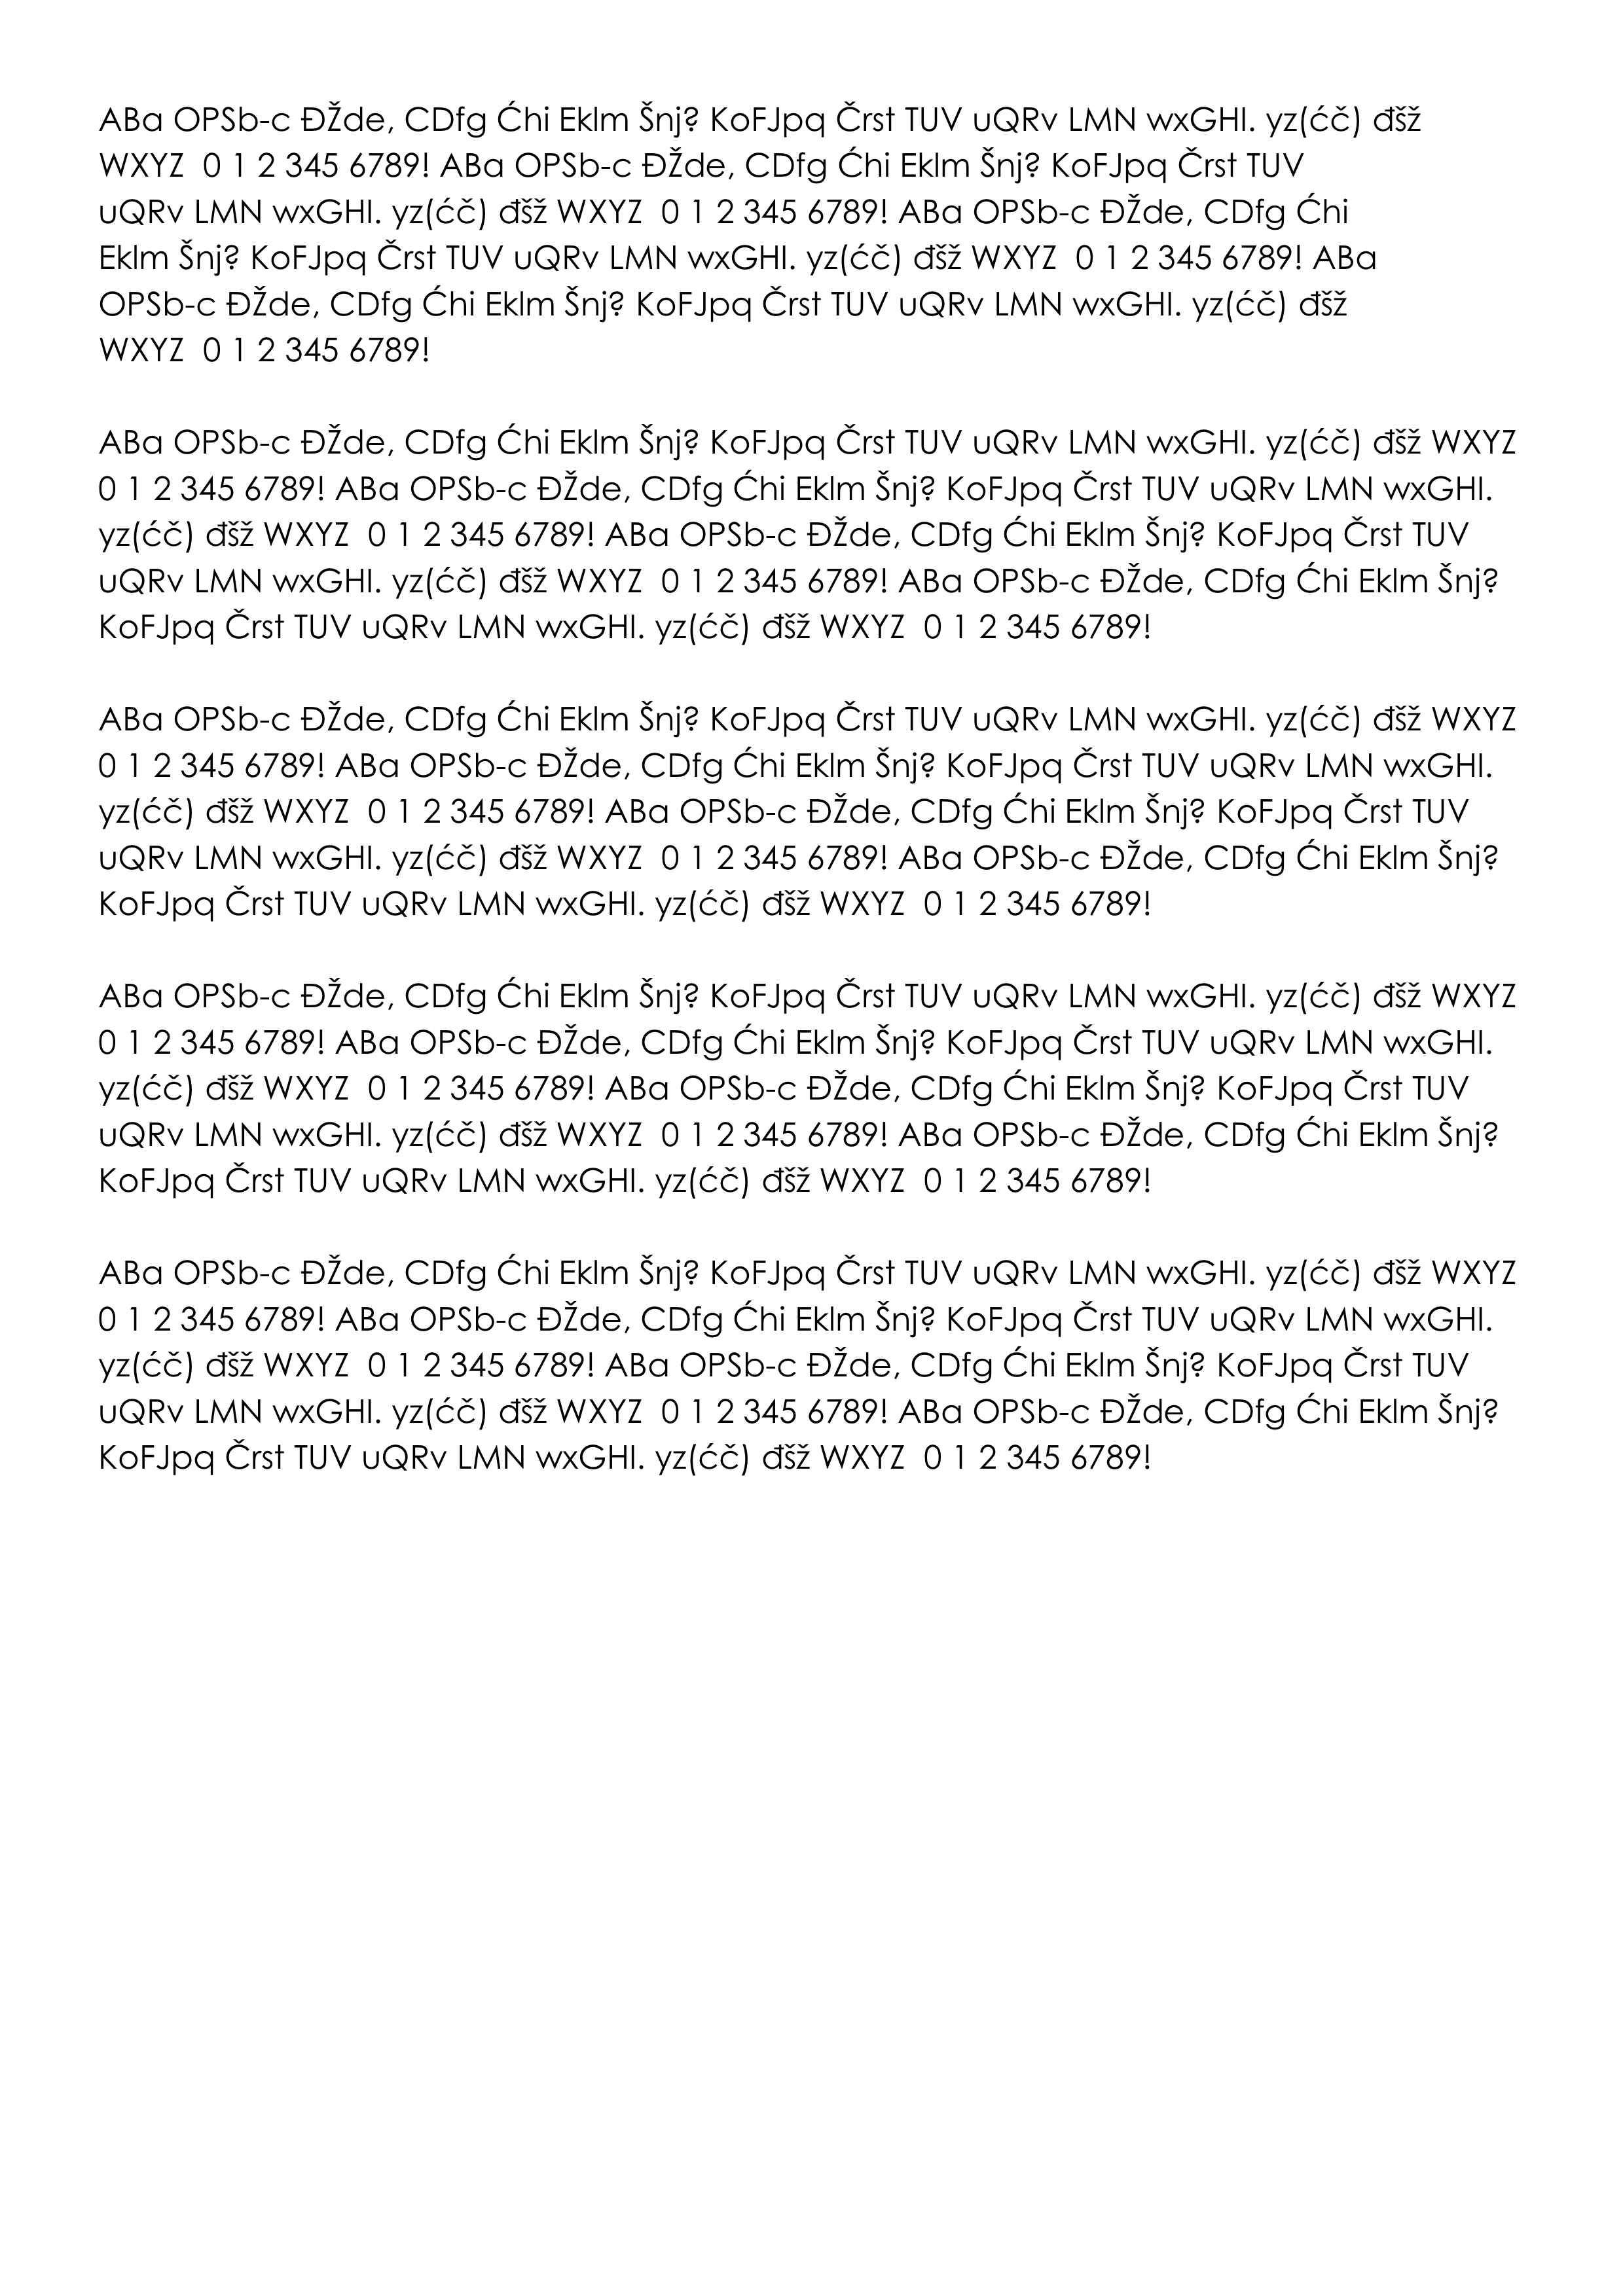 ABa OPSb-c ĐŽde, CDfg Ćhi Eklm Šnj? KoFJpq Črst TUV uQRv LMN wxGHI. yz(ćč) đšž
WXYZ  0 1 2 345 6789! ABa OPSb-c ĐŽde, CDfg Ćhi Eklm Šnj? KoFJpq Črst TUV
uQRv LMN wxGHI. yz(ćč) đšž WXYZ  0 1 2 345 6789! ABa OPSb-c ĐŽde, CDfg Ćhi
Eklm Šnj? KoFJpq Črst TUV uQRv LMN wxGHI. yz(ćč) đšž WXYZ  0 1 2 345 6789! ABa
OPSb-c ĐŽde, CDfg Ćhi Eklm Šnj? KoFJpq Črst TUV uQRv LMN wxGHI. yz(ćč) đšž
WXYZ  0 1 2 345 6789!

ABa OPSb-c ĐŽde, CDfg Ćhi Eklm Šnj? KoFJpq Črst TUV uQRv LMN wxGHI. yz(ćč) đšž WXYZ
0 1 2 345 6789! ABa OPSb-c ĐŽde, CDfg Ćhi Eklm Šnj? KoFJpq Črst TUV uQRv LMN wxGHI.
yz(ćč) đšž WXYZ  0 1 2 345 6789! ABa OPSb-c ĐŽde, CDfg Ćhi Eklm Šnj? KoFJpq Črst TUV
uQRv LMN wxGHI. yz(ćč) đšž WXYZ  0 1 2 345 6789! ABa OPSb-c ĐŽde, CDfg Ćhi Eklm Šnj?
KoFJpq Črst TUV uQRv LMN wxGHI. yz(ćč) đšž WXYZ  0 1 2 345 6789!

ABa OPSb-c ĐŽde, CDfg Ćhi Eklm Šnj? KoFJpq Črst TUV uQRv LMN wxGHI. yz(ćč) đšž WXYZ
0 1 2 345 6789! ABa OPSb-c ĐŽde, CDfg Ćhi Eklm Šnj? KoFJpq Črst TUV uQRv LMN wxGHI.
yz(ćč) đšž WXYZ  0 1 2 345 6789! ABa OPSb-c ĐŽde, CDfg Ćhi Eklm Šnj? KoFJpq Črst TUV
uQRv LMN wxGHI. yz(ćč) đšž WXYZ  0 1 2 345 6789! ABa OPSb-c ĐŽde, CDfg Ćhi Eklm Šnj?
KoFJpq Črst TUV uQRv LMN wxGHI. yz(ćč) đšž WXYZ  0 1 2 345 6789!

ABa OPSb-c ĐŽde, CDfg Ćhi Eklm Šnj? KoFJpq Črst TUV uQRv LMN wxGHI. yz(ćč) đšž WXYZ
0 1 2 345 6789! ABa OPSb-c ĐŽde, CDfg Ćhi Eklm Šnj? KoFJpq Črst TUV uQRv LMN wxGHI.
yz(ćč) đšž WXYZ  0 1 2 345 6789! ABa OPSb-c ĐŽde, CDfg Ćhi Eklm Šnj? KoFJpq Črst TUV
uQRv LMN wxGHI. yz(ćč) đšž WXYZ  0 1 2 345 6789! ABa OPSb-c ĐŽde, CDfg Ćhi Eklm Šnj?
KoFJpq Črst TUV uQRv LMN wxGHI. yz(ćč) đšž WXYZ  0 1 2 345 6789!

ABa OPSb-c ĐŽde, CDfg Ćhi Eklm Šnj? KoFJpq Črst TUV uQRv LMN wxGHI. yz(ćč) đšž WXYZ
0 1 2 345 6789! ABa OPSb-c ĐŽde, CDfg Ćhi Eklm Šnj? KoFJpq Črst TUV uQRv LMN wxGHI.
yz(ćč) đšž WXYZ  0 1 2 345 6789! ABa OPSb-c ĐŽde, CDfg Ćhi Eklm Šnj? KoFJpq Črst TUV
uQRv LMN wxGHI. yz(ćč) đšž WXYZ  0 1 2 345 6789! ABa OPSb-c ĐŽde, CDfg Ćhi Eklm Šnj?
KoFJpq Črst TUV uQRv LMN wxGHI. yz(ćč) đšž WXYZ  0 1 2 345 6789!